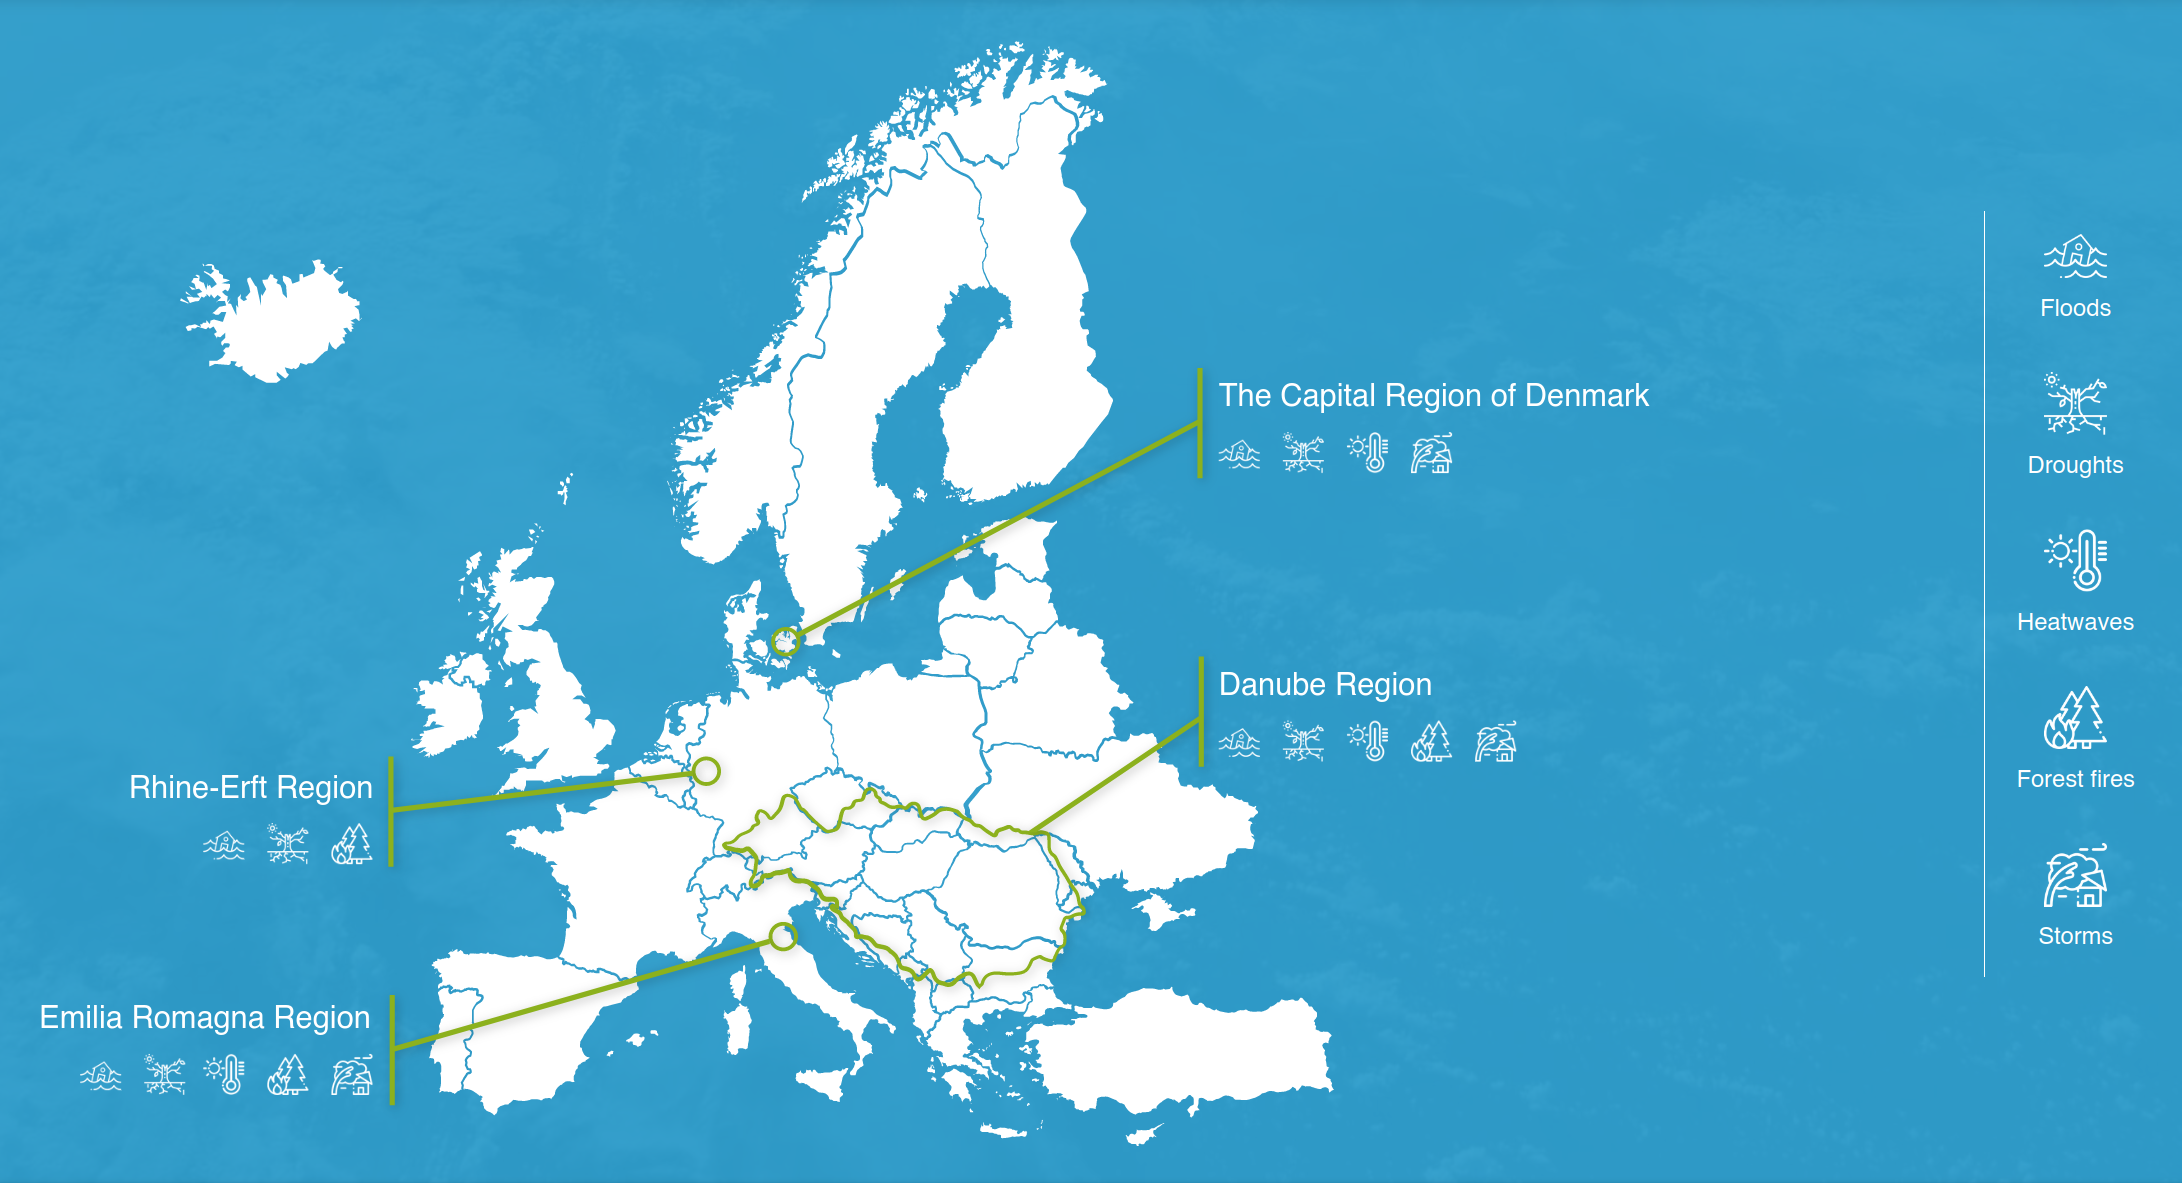 The Capital Region of Denmark
Danube Region
Rhine-Erft Region
Emilia Romagna Region
Floods
Droughts
Heatwaves
Forest fires
Storms